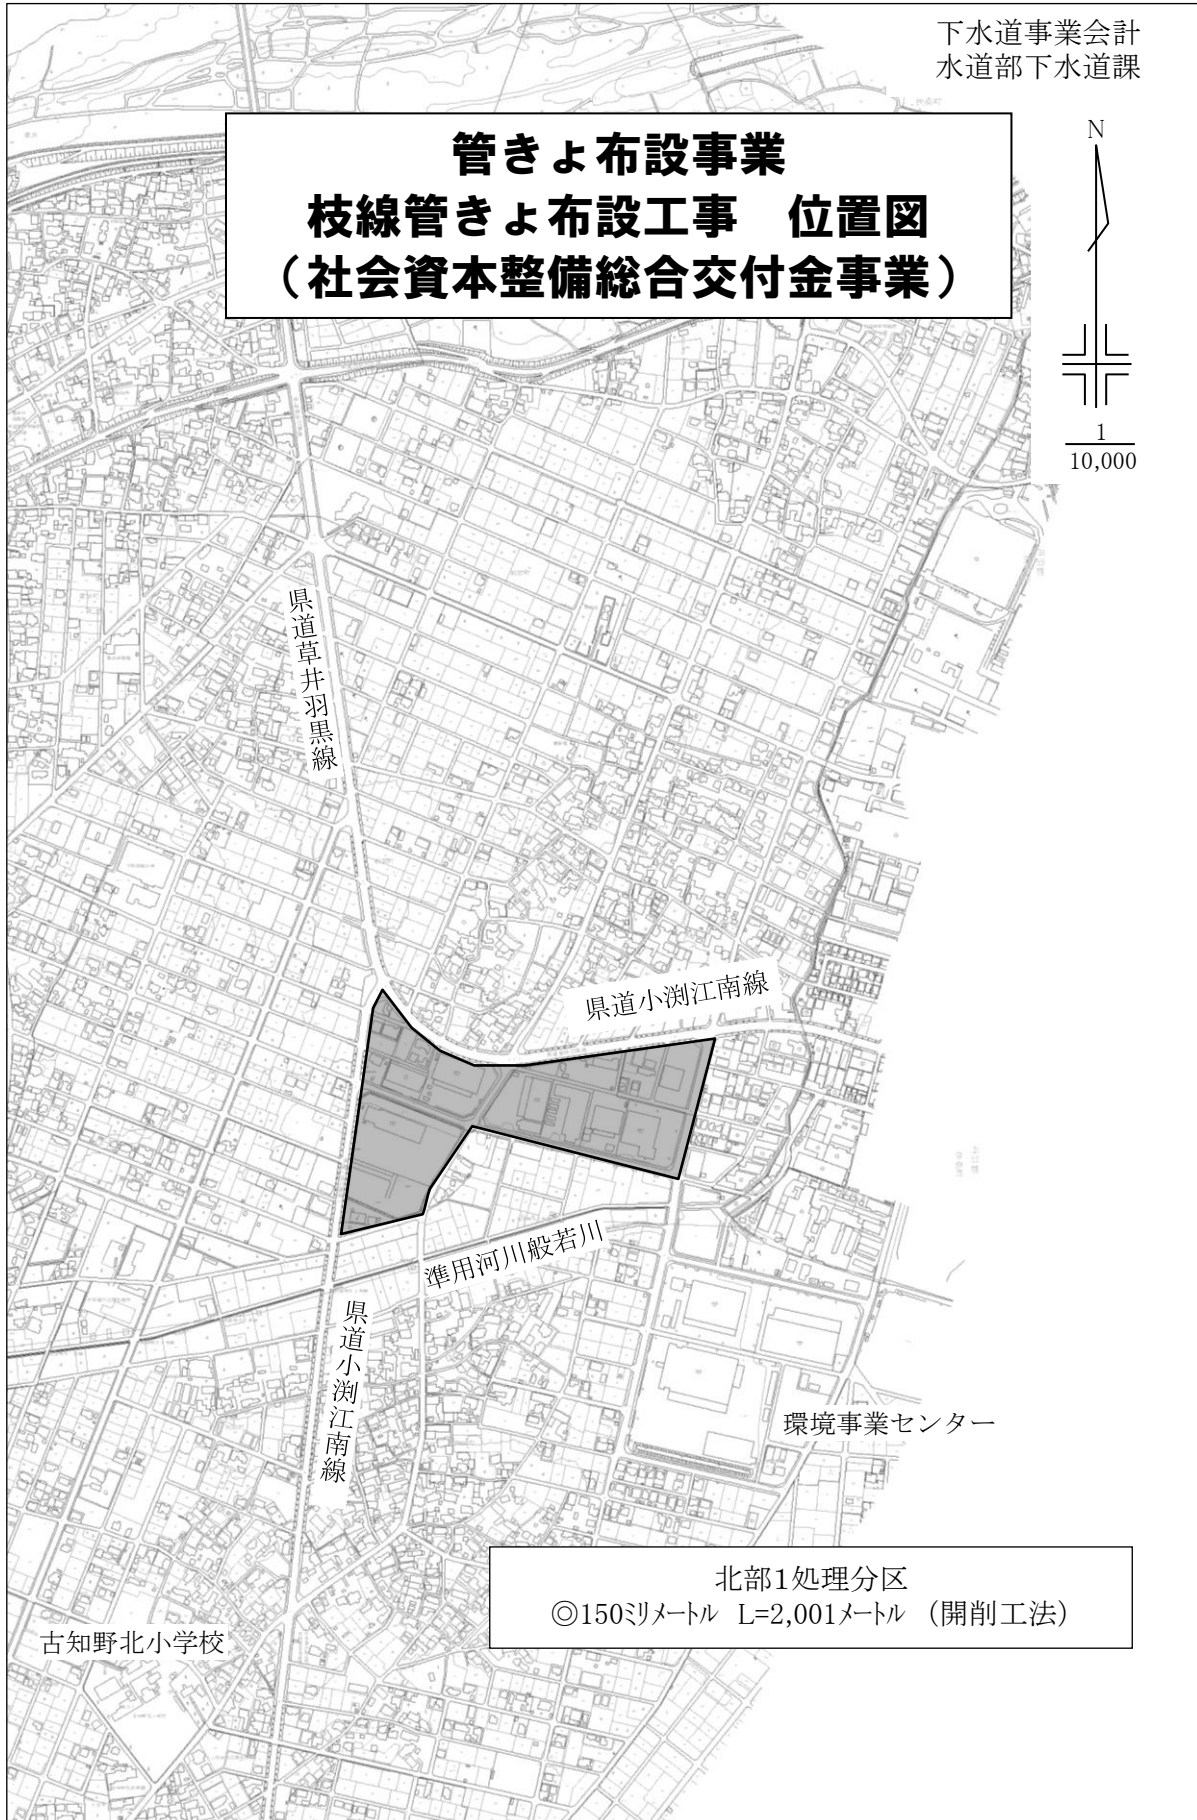 下水道事業会計
水道部下水道課
管きょ布設事業
枝線管きょ布設工事　位置図
（社会資本整備総合交付金事業）
N
1
10,000
県道草井羽黒線
県道小渕江南線
準用河川般若川
県道小渕江南線
環境事業センター
北部1処理分区
◎150ミリメートル L=2,001メートル （開削工法）
古知野北小学校